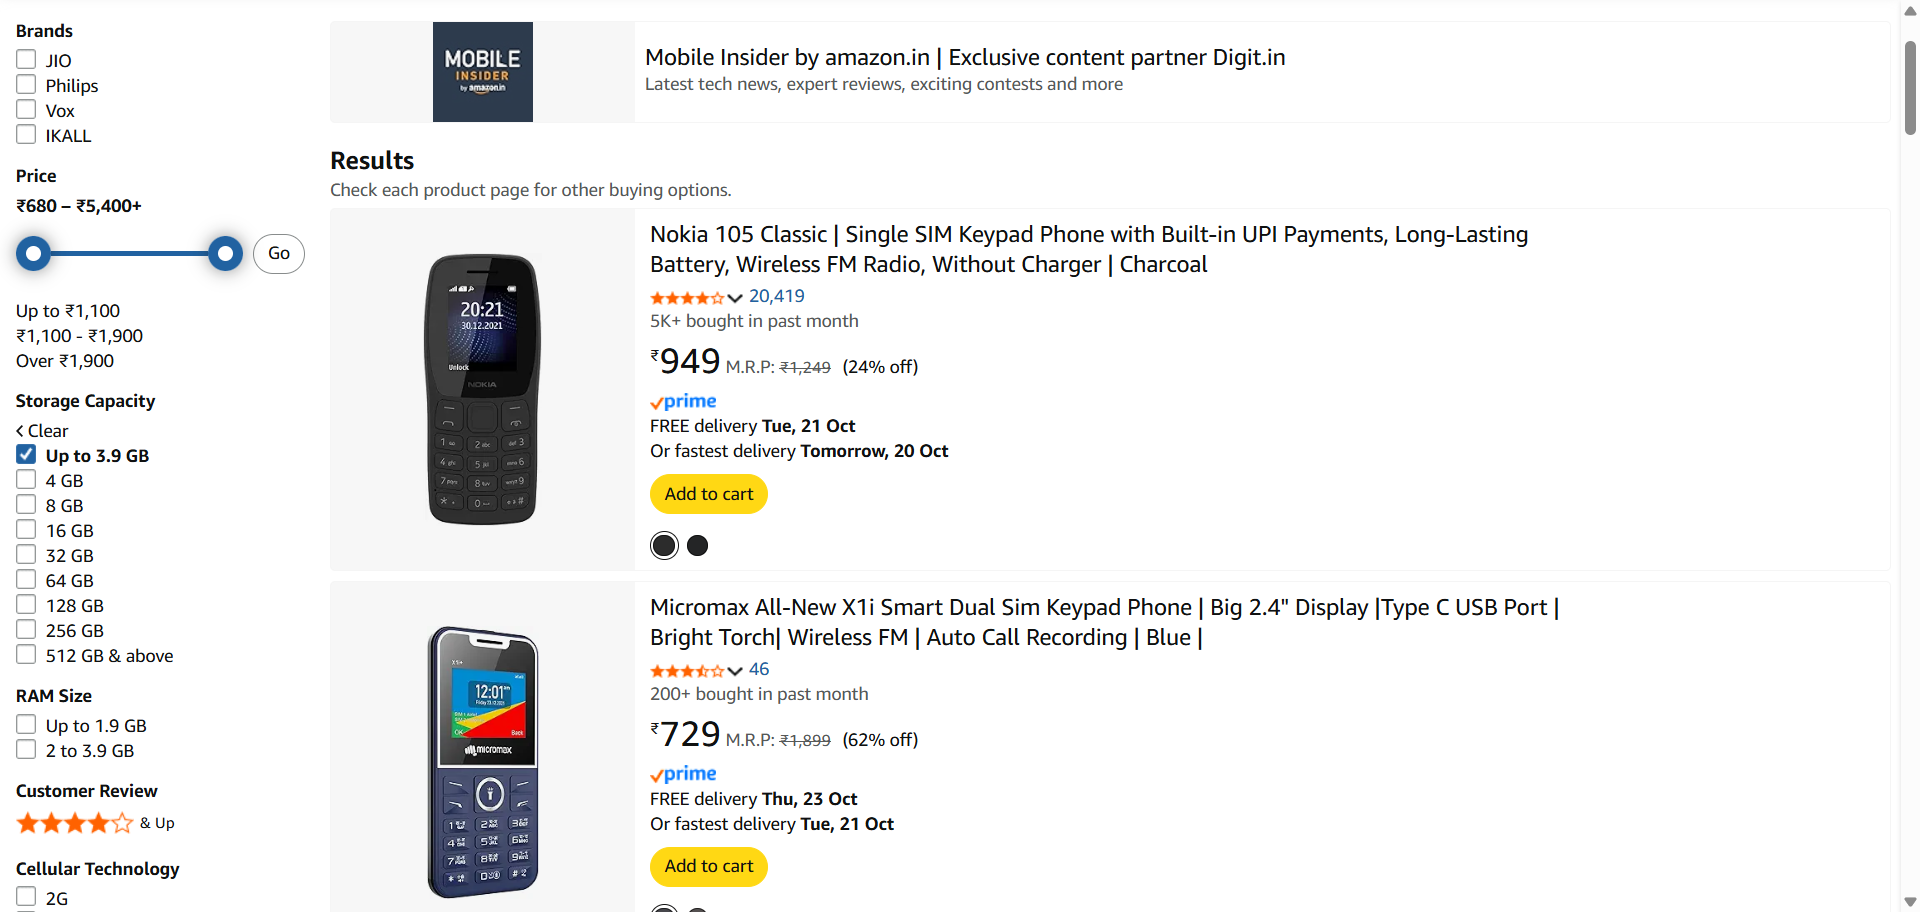 Brands
JIO
Philips
Vox
IKALL
Price
₹680 – ₹5,400+
Go
Up to ₹1,100
₹1,100 - ₹1,900
Over ₹1,900
Storage Capacity
Clear
Up to 3.9 GB
4 GB
8 GB
16 GB
32 GB
64 GB
128 GB
256 GB
512 GB & above
RAM Size
Up to 1.9 GB
2 to 3.9 GB
Customer Review
& Up
Cellular Technology
2G
MOBILE
INSIDER
by amazon.in
Mobile Insider by amazon.in | Exclusive content partner Digit.in
Latest tech news, expert reviews, exciting contests and more
Results
Check each product page for other buying options.
20:21
30.12.2021
Unlock
NOKIA
Nokia 105 Classic | Single SIM Keypad Phone with Built-in UPI Payments, Long-Lasting
Battery, Wireless FM Radio, Without Charger | Charcoal
20,419
5K+ bought in past month
₹949 M.R.P: ₹1,249 (24% off)
prime
FREE delivery Tue, 21 Oct
Or fastest delivery Tomorrow, 20 Oct
Add to cart
12:01
OK
Back
micromax
Micromax All-New X1i Smart Dual Sim Keypad Phone | Big 2.4" Display |Type C USB Port |
Bright Torch| Wireless FM | Auto Call Recording | Blue |
46
200+ bought in past month
₹729 M.R.P: ₹1,899 (62% off)
prime
FREE delivery Thu, 23 Oct
Or fastest delivery Tue, 21 Oct
Add to cart